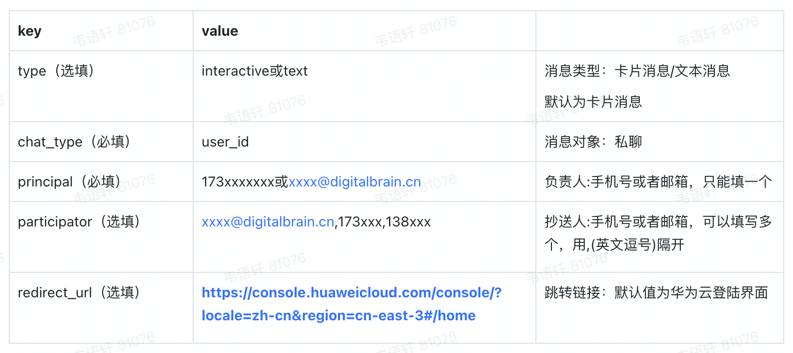 key value
type（选填） interactive或text 消息类型：卡片消息/文本消息
默认为卡片消息
chat_type（必填） user_id 消息对象：私聊
principal（必填） 173xxxxxxx或xxxx@digitalbrain.cn 负责人:手机号或者邮箱，只能填一个
participator（选填） xxxx@digitalbrain.cn,173xxx,138xxx 抄送人:手机号或者邮箱，可以填写多
个，用,(英文逗号)隔开
redirect_url（选填） https://console.huaweicloud.com/console/? 跳转链接：默认值为华为云登陆界面
locale=zh-cn&region=cn-east-3#/home
韦语轩 81076